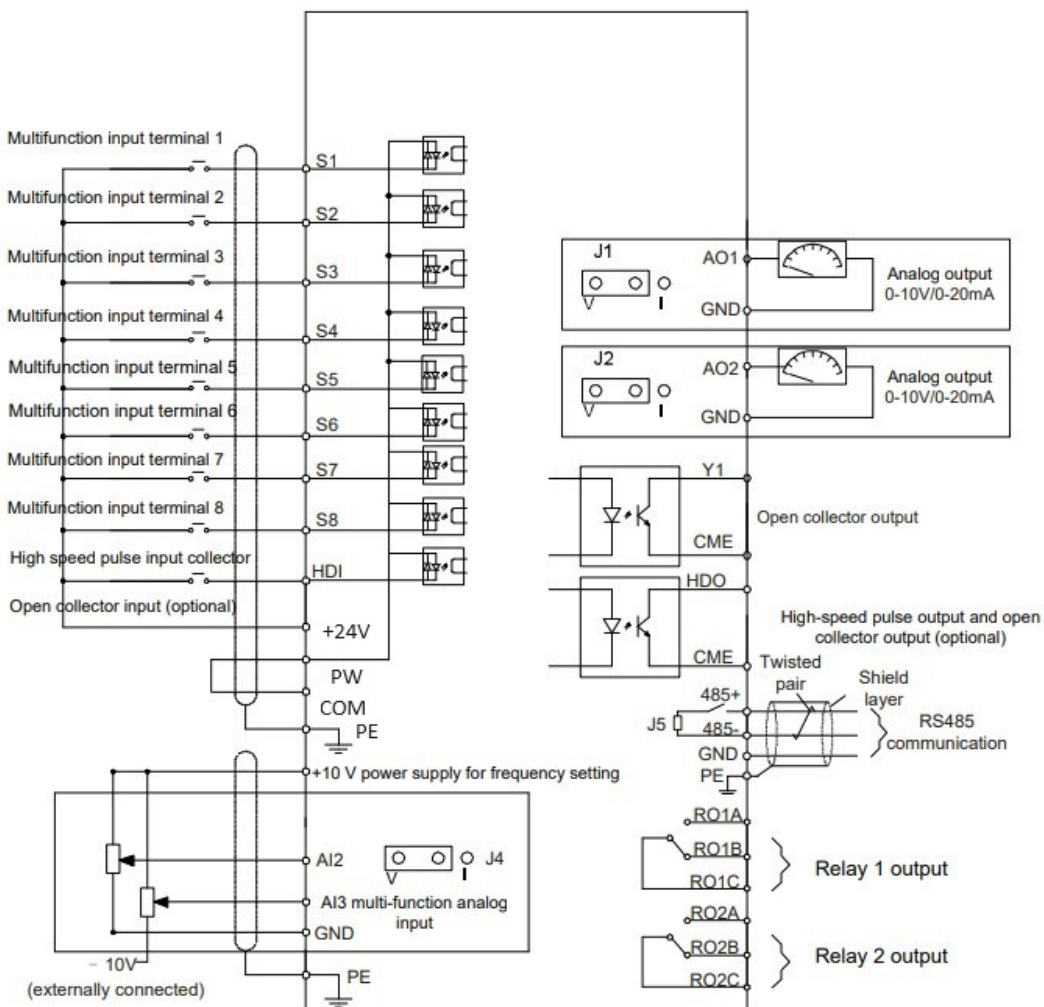 Multifunction input terminal 1
S1
Multifunction input terminal 2
S2
Multifunction input terminal 3
S3
Multifunction input terminal 4
S4
Multifunction input terminal 5
S5
Multifunction input terminal 6
S6
Multifunction input terminal 7
S7
Multifunction input terminal 8
S8
High speed pulse input collector
HDI
Open collector input (optional)
+24V
PW
COM
PE
+10 V power supply for frequency setting
AI2
V
I
J4
AI3 multi-function analog
input
GND
- 10V
(externally connected)
PE
J1
V
I
AO1
GND
Analog output
0-10V/0-20mA
J2
V
I
AO2
GND
Analog output
0-10V/0-20mA
Y1
CME
Open collector output
HDO
CME
High-speed pulse output and open
collector output (optional)
Twisted
pair
Shield
layer
485+
J5
485-
GND
PE
RS485
communication
RO1A
RO1B
RO1C
Relay 1 output
RO2A
RO2B
RO2C
Relay 2 output